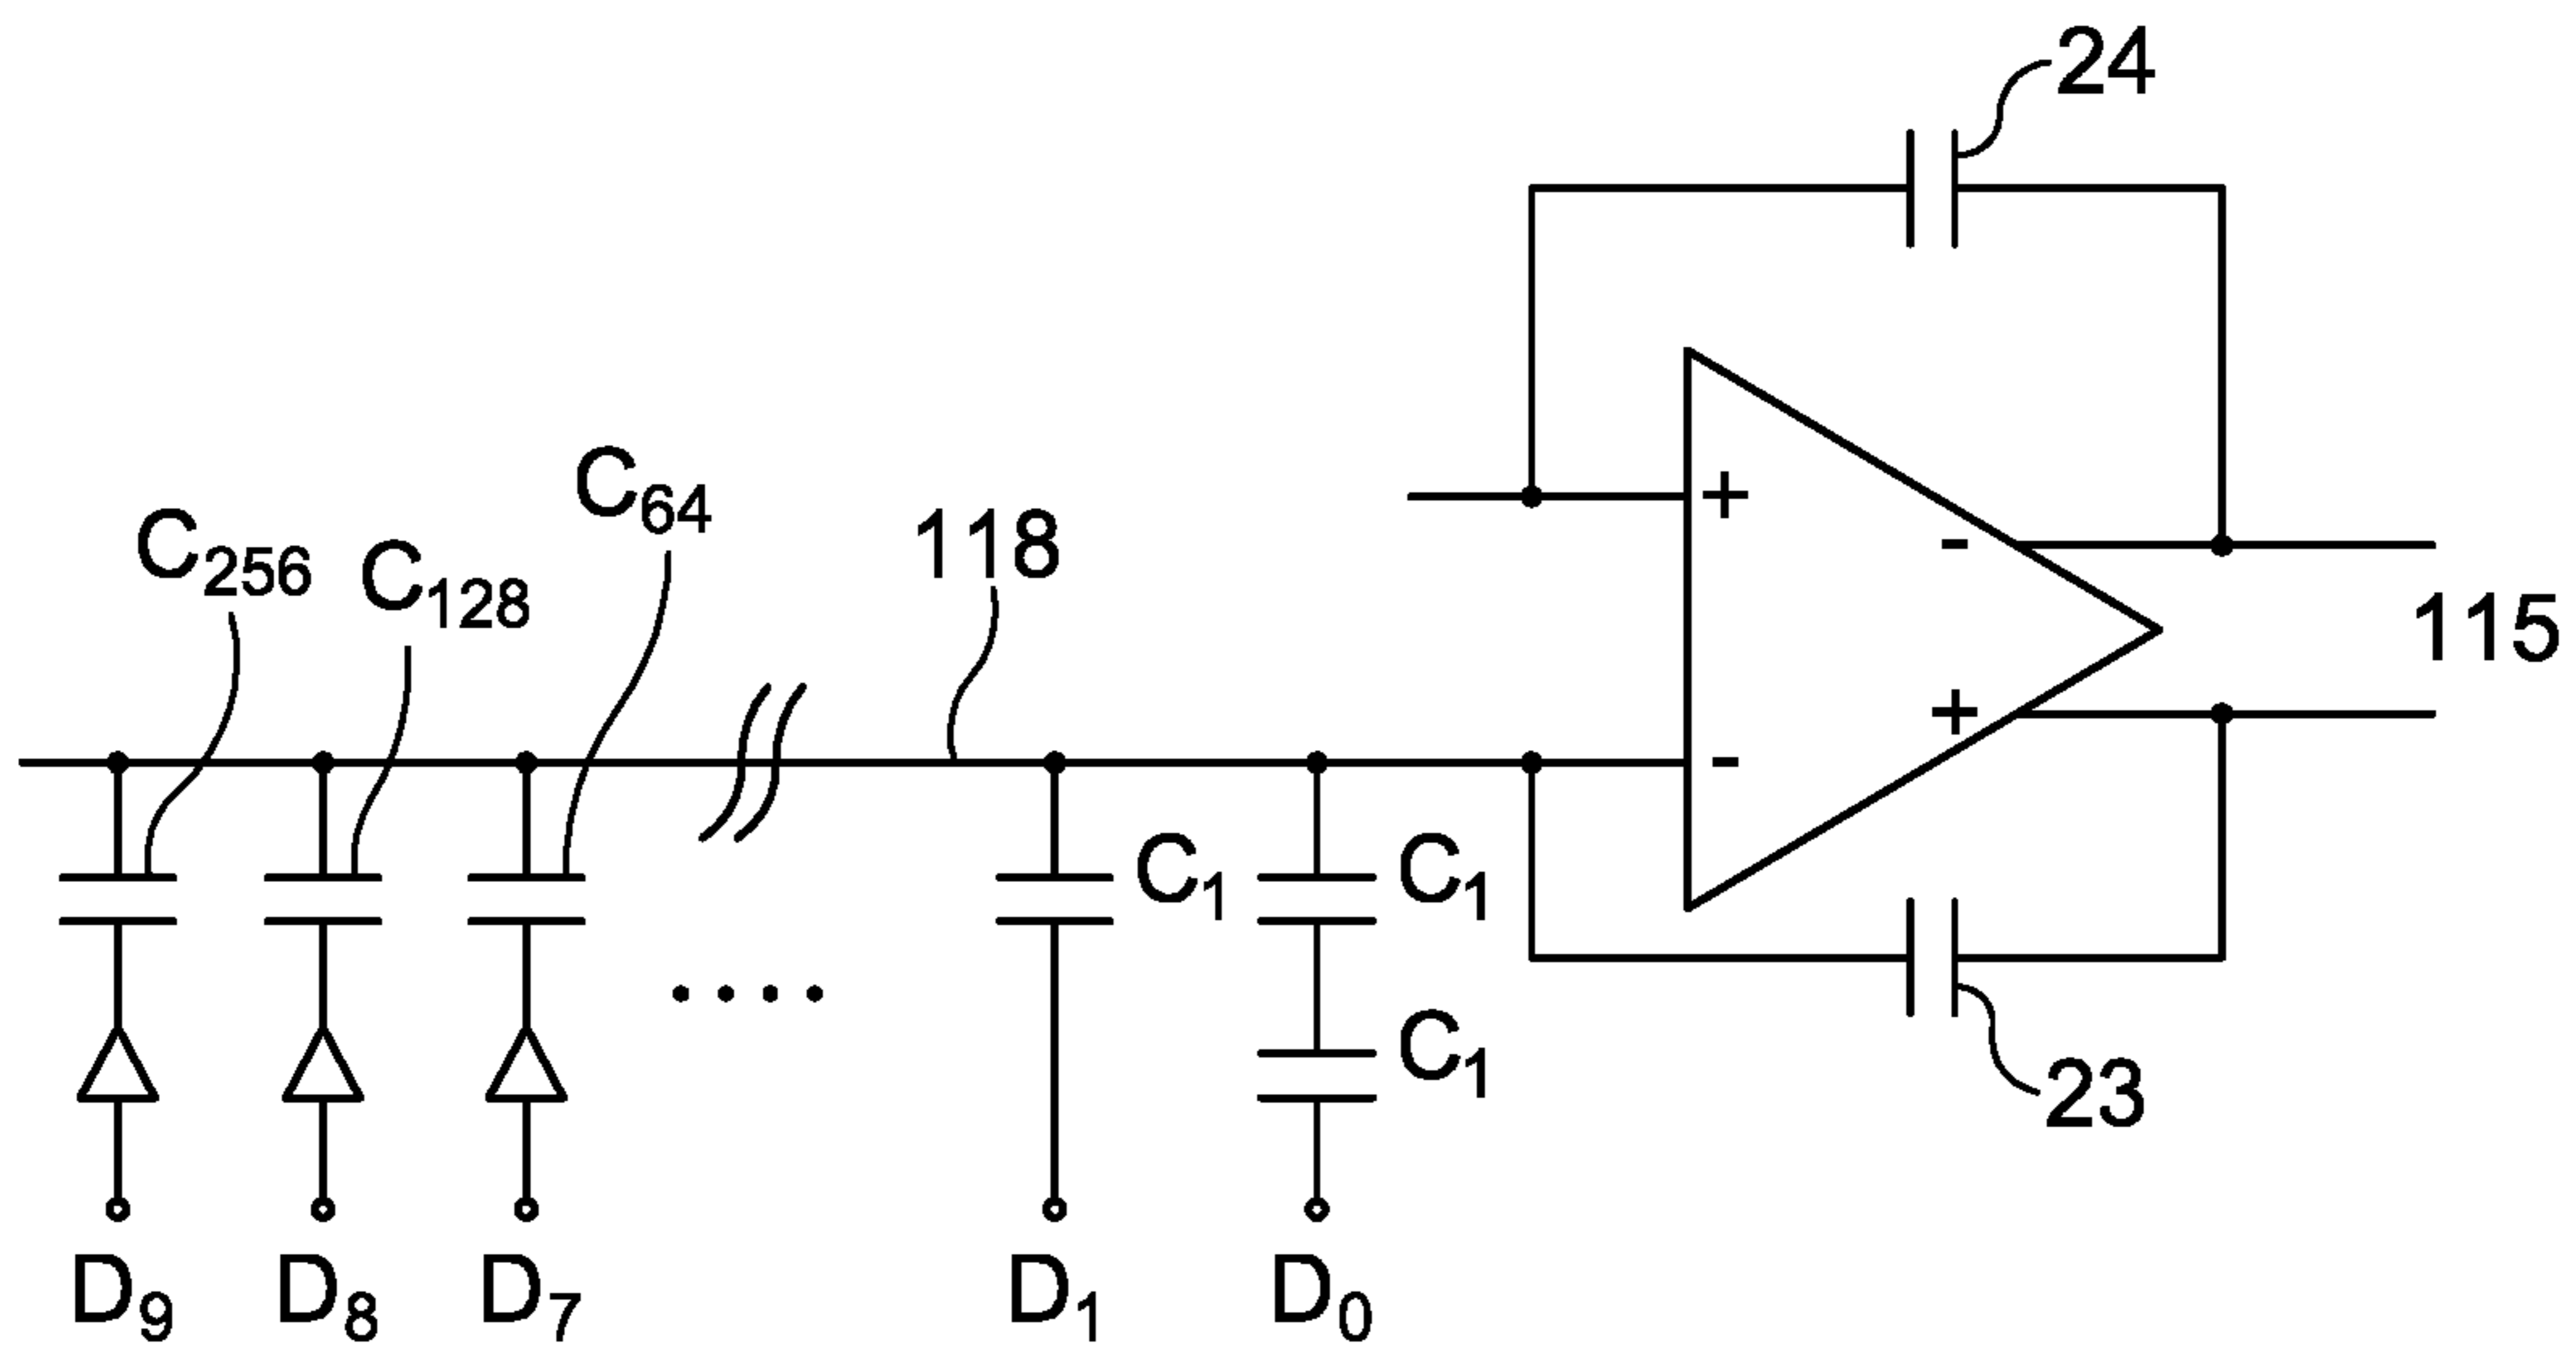 24
C₆₄
C₂₅₆
C₁₂₈
118
+
-
115
-
+
C₁
C₁
C₁
23
D₉
D₈
D₇
....
D₁
D₀